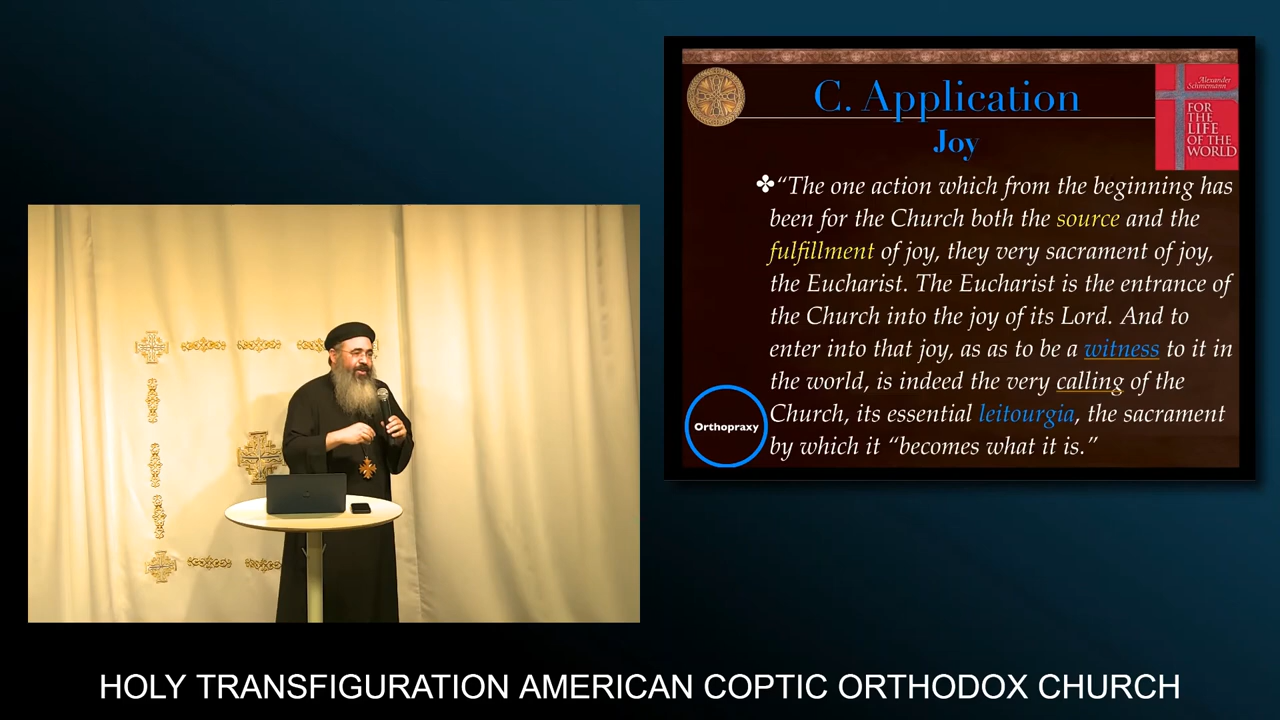 C. Application
Joy
Alexander
Schmemann
FOR
THE
LIFE
OF THE
WORLD
✤“The one action which from the beginning has
been for the Church both the source and the
fulfillment of joy, they very sacrament of joy,
the Eucharist. The Eucharist is the entrance of
the Church into the joy of its Lord. And to
enter into that joy, as as to be a witness to it in
the world, is indeed the very calling of the
Church, its essential leitourgia, the sacrament
by which it “becomes what it is.”
Orthopraxy
HOLY TRANSFIGURATION AMERICAN COPTIC ORTHODOX CHURCH